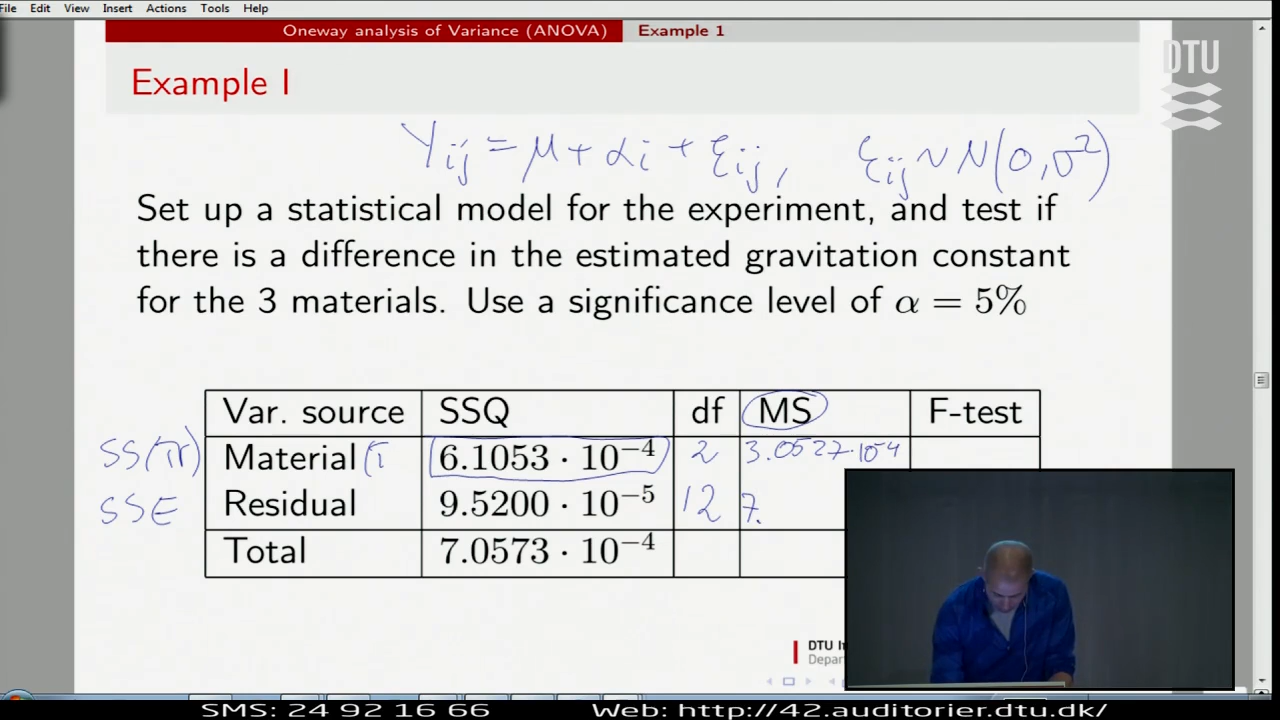 File Edit View Insert Actions Tools Help
Oneway analysis of Variance (ANOVA) Example 1
DTU
Example I
Yij = μ + αi + εij, εij ~ N(0, σ²)
Set up a statistical model for the experiment, and test if
there is a difference in the estimated gravitation constant
for the 3 materials. Use a significance level of α = 5%
Var. source SSQ df MS F-test
SS(Tr) Material 6.1053 · 10⁻⁴ 2 3.0527·10⁻⁴
SSE Residual 9.5200 · 10⁻⁵ 12 7.
Total 7.0573 · 10⁻⁴
DTU
SMS: 24 92 16 66 Web: http://42.auditorier.dtu.dk/